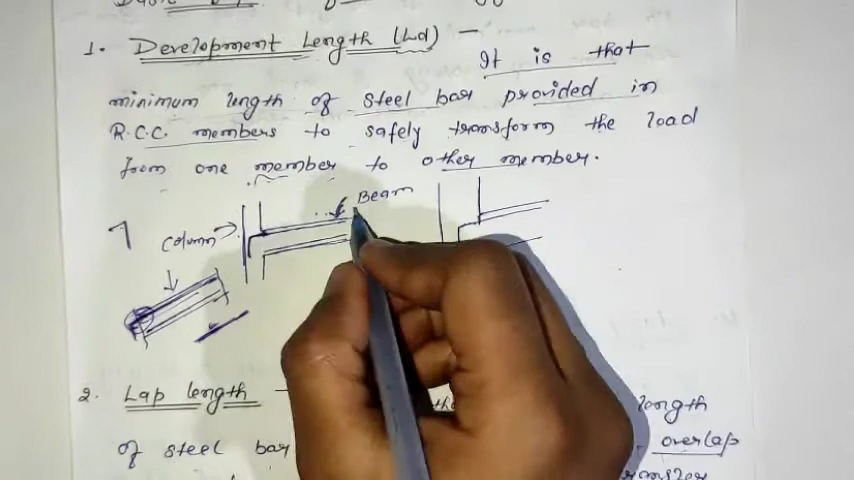 1. Development Length (Ld) -
It is that
minimum length of steel bar provided in
R.C.C. members to safely transform the load
from one member to other member.
Beam
Column
2. Lap length - length
of steel bar overlap